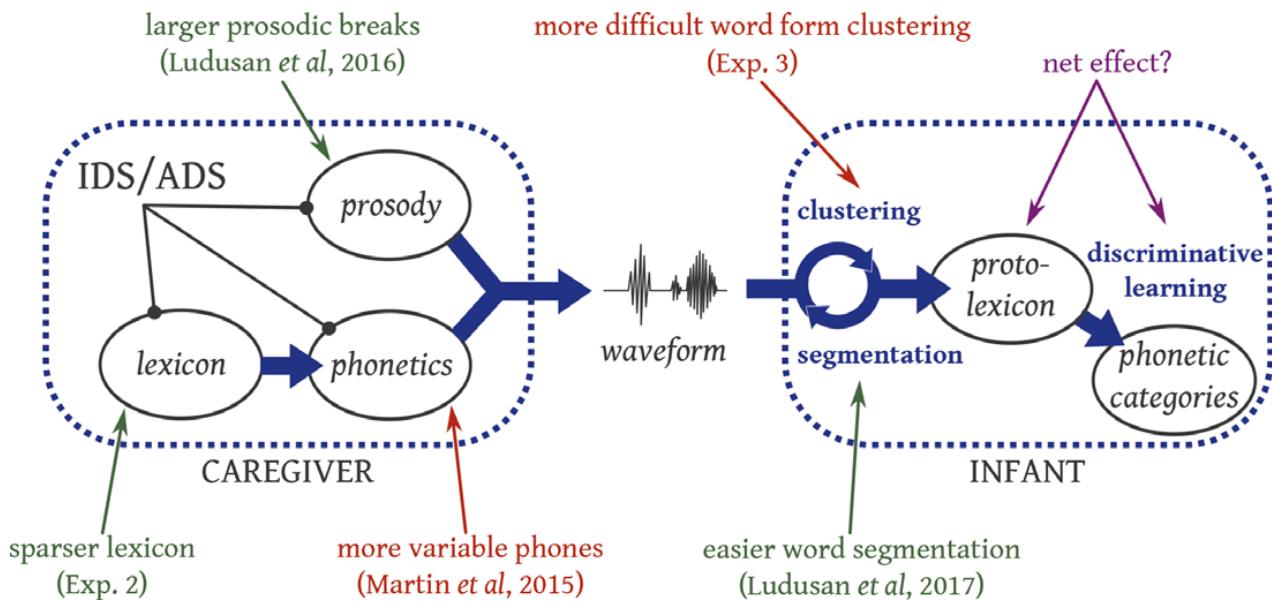 larger prosodic breaks
(Ludusan et al, 2016)
more difficult word form clustering
(Exp. 3)
net effect?
IDS/ADS
prosody
lexicon
phonetics
CAREGIVER
waveform
clustering
segmentation
proto-
lexicon
discriminative
learning
phonetic
categories
INFANT
sparser lexicon
(Exp. 2)
more variable phones
(Martin et al, 2015)
easier word segmentation
(Ludusan et al, 2017)